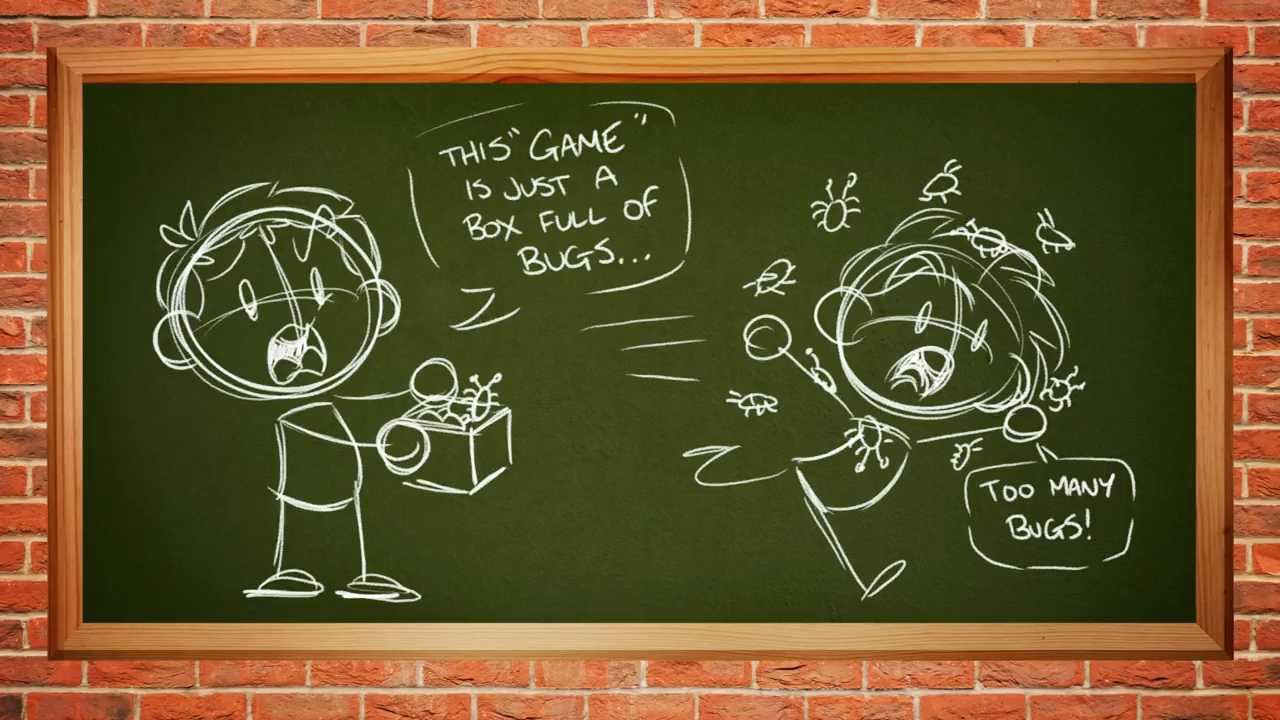 THIS "GAME"
IS JUST A
BOX FULL OF
BUGS...
TOO MANY
BUGS!